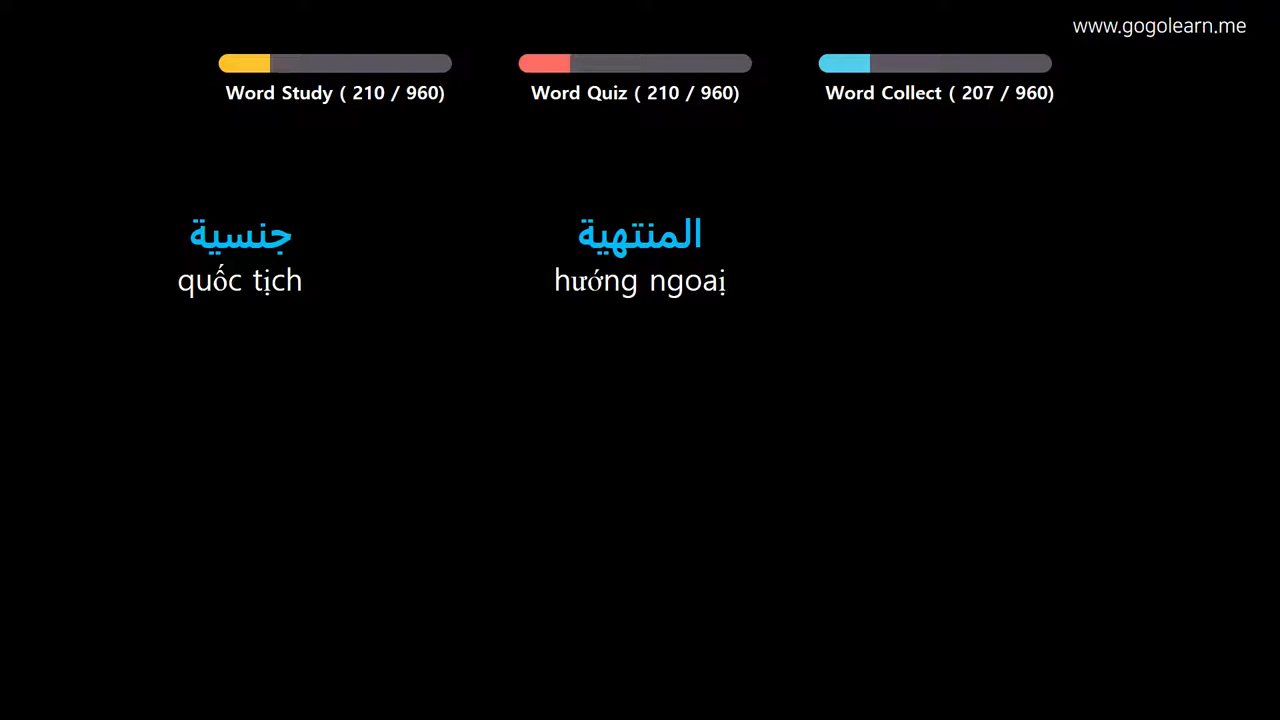 www.gogolearn.me
Word Study ( 210 / 960)
Word Quiz ( 210 / 960)
Word Collect ( 207 / 960)
جنسية
quốc tịch
المنتهية
hướng ngoaị